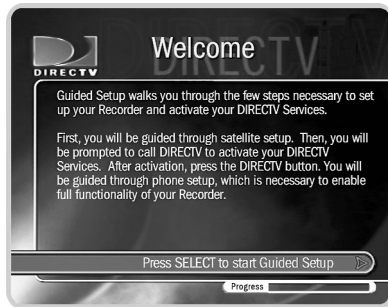 DIRECTV
Welcome
DIRECTV
Guided Setup walks you through the few steps necessary to set
up your Recorder and activate your DIRECTV Services.
First, you will be guided through satellite setup. Then, you will
be prompted to call DIRECTV to activate your DIRECTV
Services. After activation, press the DIRECTV button. You will
be guided through phone setup, which is necessary to enable
full functionality of your Recorder.
Press SELECT to start Guided Setup
Progress